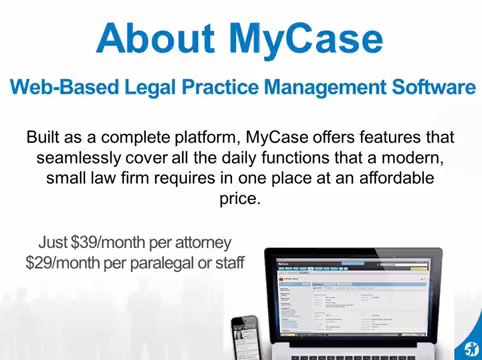 About MyCase
Web-Based Legal Practice Management Software
Built as a complete platform, MyCase offers features that
seamlessly cover all the daily functions that a modern,
small law firm requires in one place at an affordable
price.
Just $39/month per attorney
$29/month per paralegal or staff
MyCase